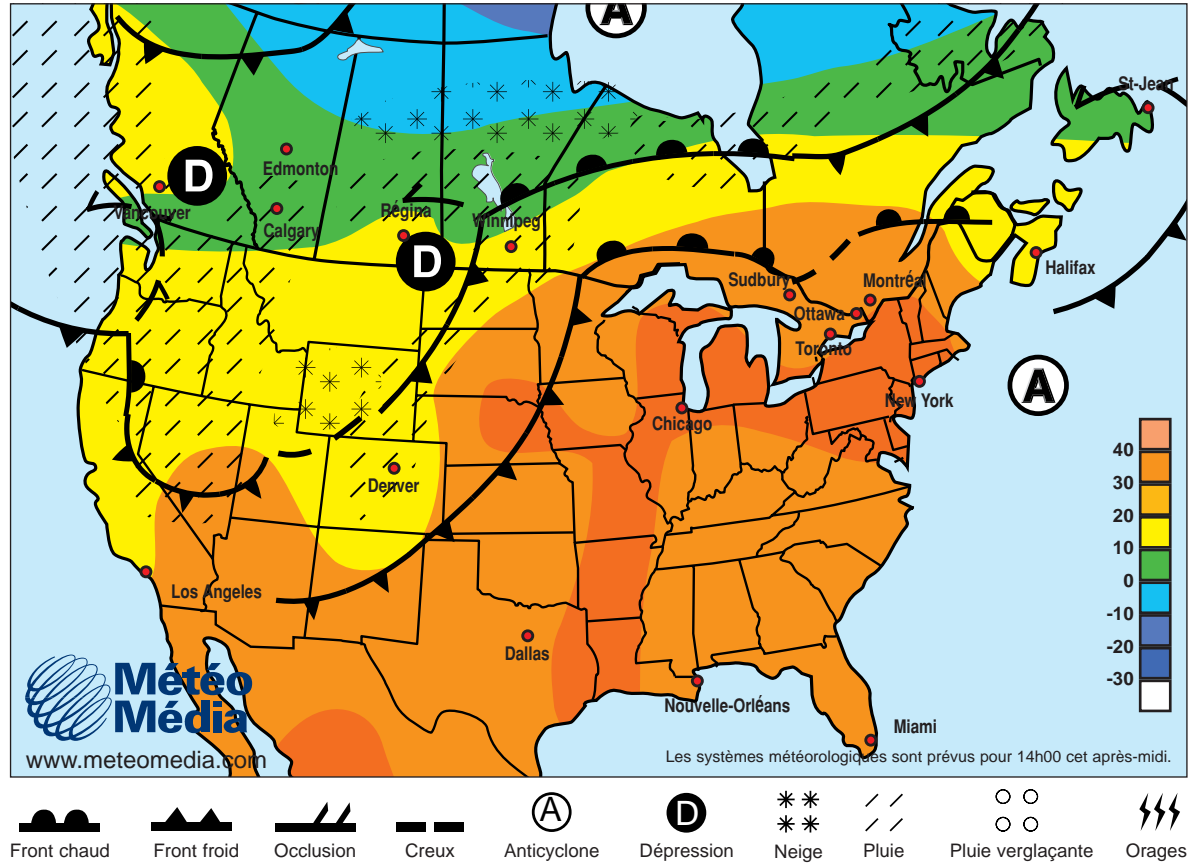 A
St-Jean
D
Edmonton
Vancouver
Calgary
Régina
Winnipeg
D
Halifax
Sudbury
Montréal
Ottawa
Toronto
A
New York
Chicago
Denver
Los Angeles
Dallas
Nouvelle-Orléans
Miami
40
30
20
10
0
-10
-20
-30
Météo
Média
www.meteomedia.com
Les systèmes météorologiques sont prévus pour 14h00 cet après-midi.
A
D
Front chaud
Front froid
Occlusion
Creux
Anticyclone
Dépression
Neige
Pluie
Pluie verglaçante
Orages